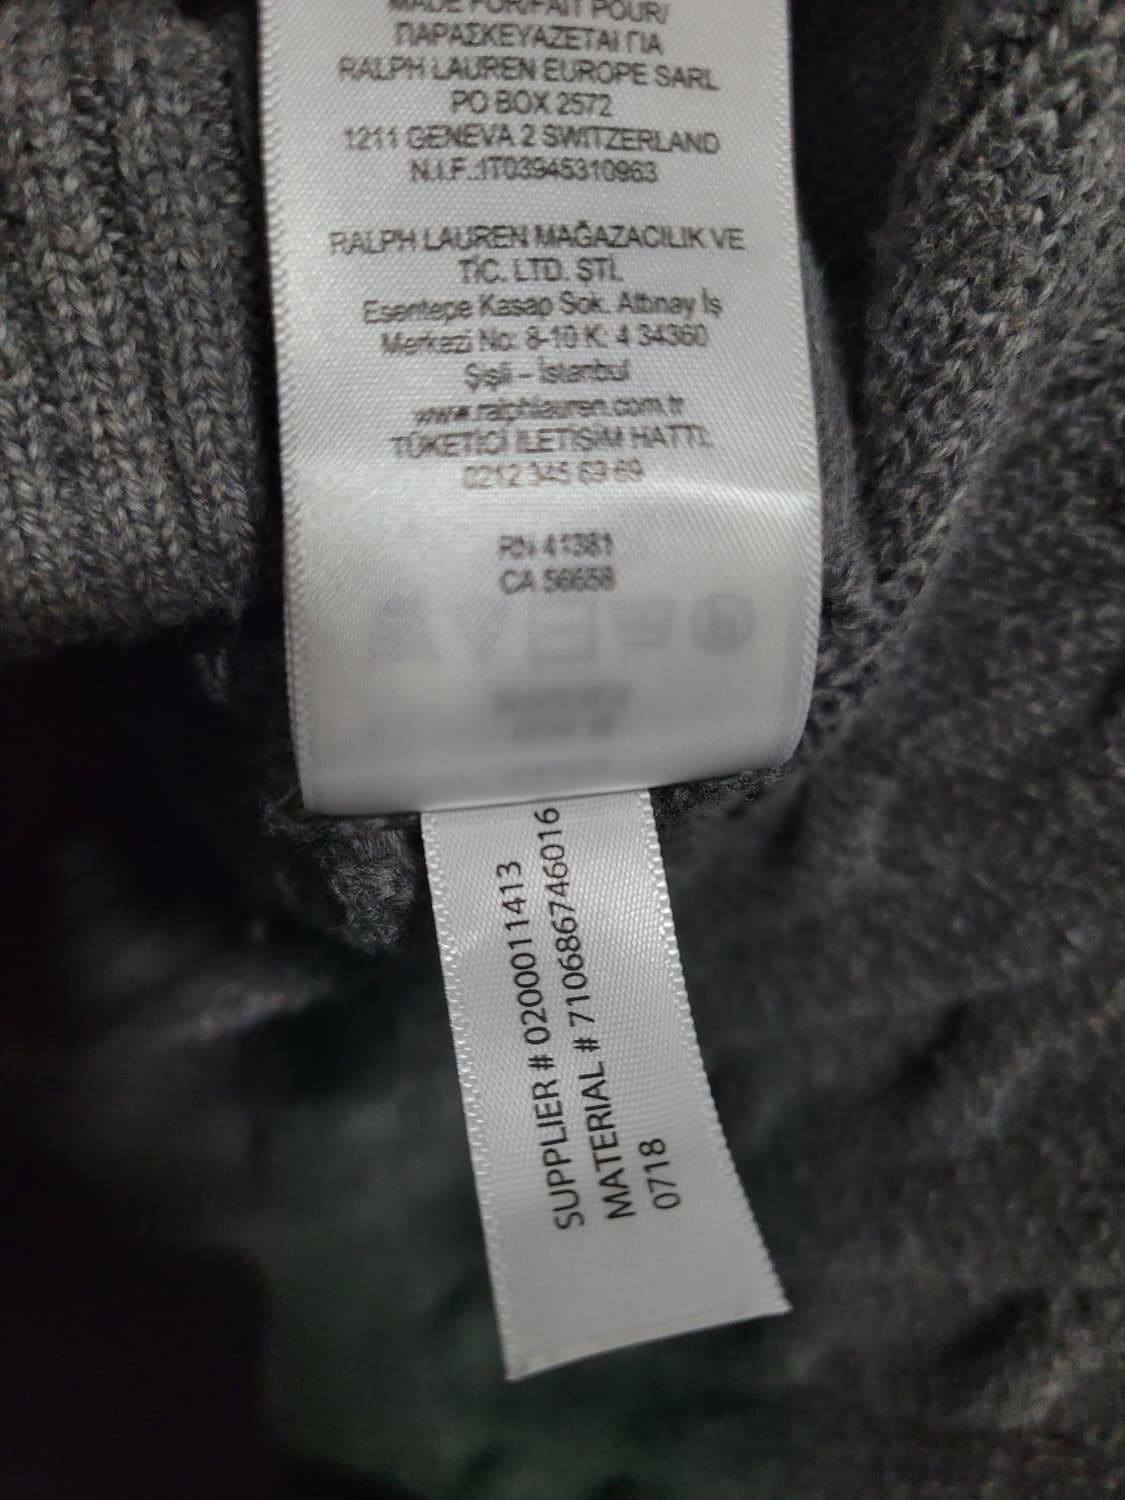 MADE FOR/FAIT POUR/
ΠΑΡΑΣΚΕΥΑΖΕΤΑΙ ΓΙΑ
RALPH LAUREN EUROPE SARL
PO BOX 2572
1211 GENEVA 2 SWITZERLAND
N.I.F.:IT03945310963
RALPH LAUREN MAĞAZACILIK VE
TİC. LTD. ŞTİ.
Esentepe Kasap Sok. Altınay İş
Merkezi No: 8-10 K: 4 34360
Şişli – İstanbul
www.ralphlauren.com.tr
TÜKETİCİ İLETİŞİM HATTI:
0212 345 69 69
RN 41381
CA 56658
SUPPLIER # 0200011413
MATERIAL # 710686746016
0718